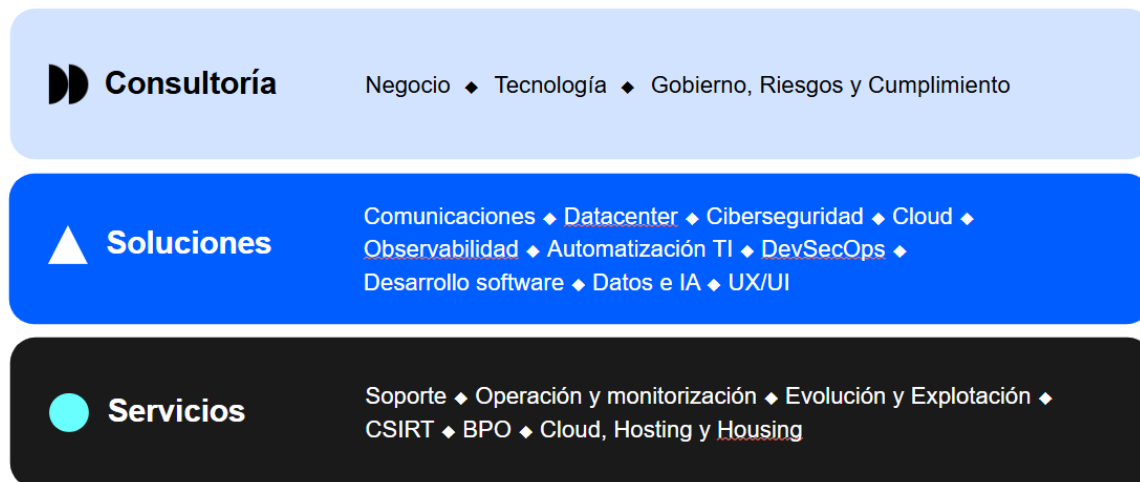 Consultoría
Negocio ◆ Tecnología ◆ Gobierno, Riesgos y Cumplimiento
Soluciones
Comunicaciones ◆ Datacenter ◆ Ciberseguridad ◆ Cloud ◆
Observabilidad ◆ Automatización TI ◆ DevSecOps ◆
Desarrollo software ◆ Datos e IA ◆ UX/UI
Servicios
Soporte ◆ Operación y monitorización ◆ Evolución y Explotación ◆
CSIRT ◆ BPO ◆ Cloud, Hosting y Housing